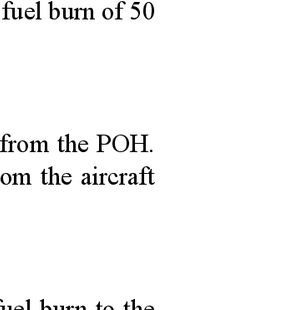 fuel burn of 50
from the POH.
om the aircraft
fuel burn to the